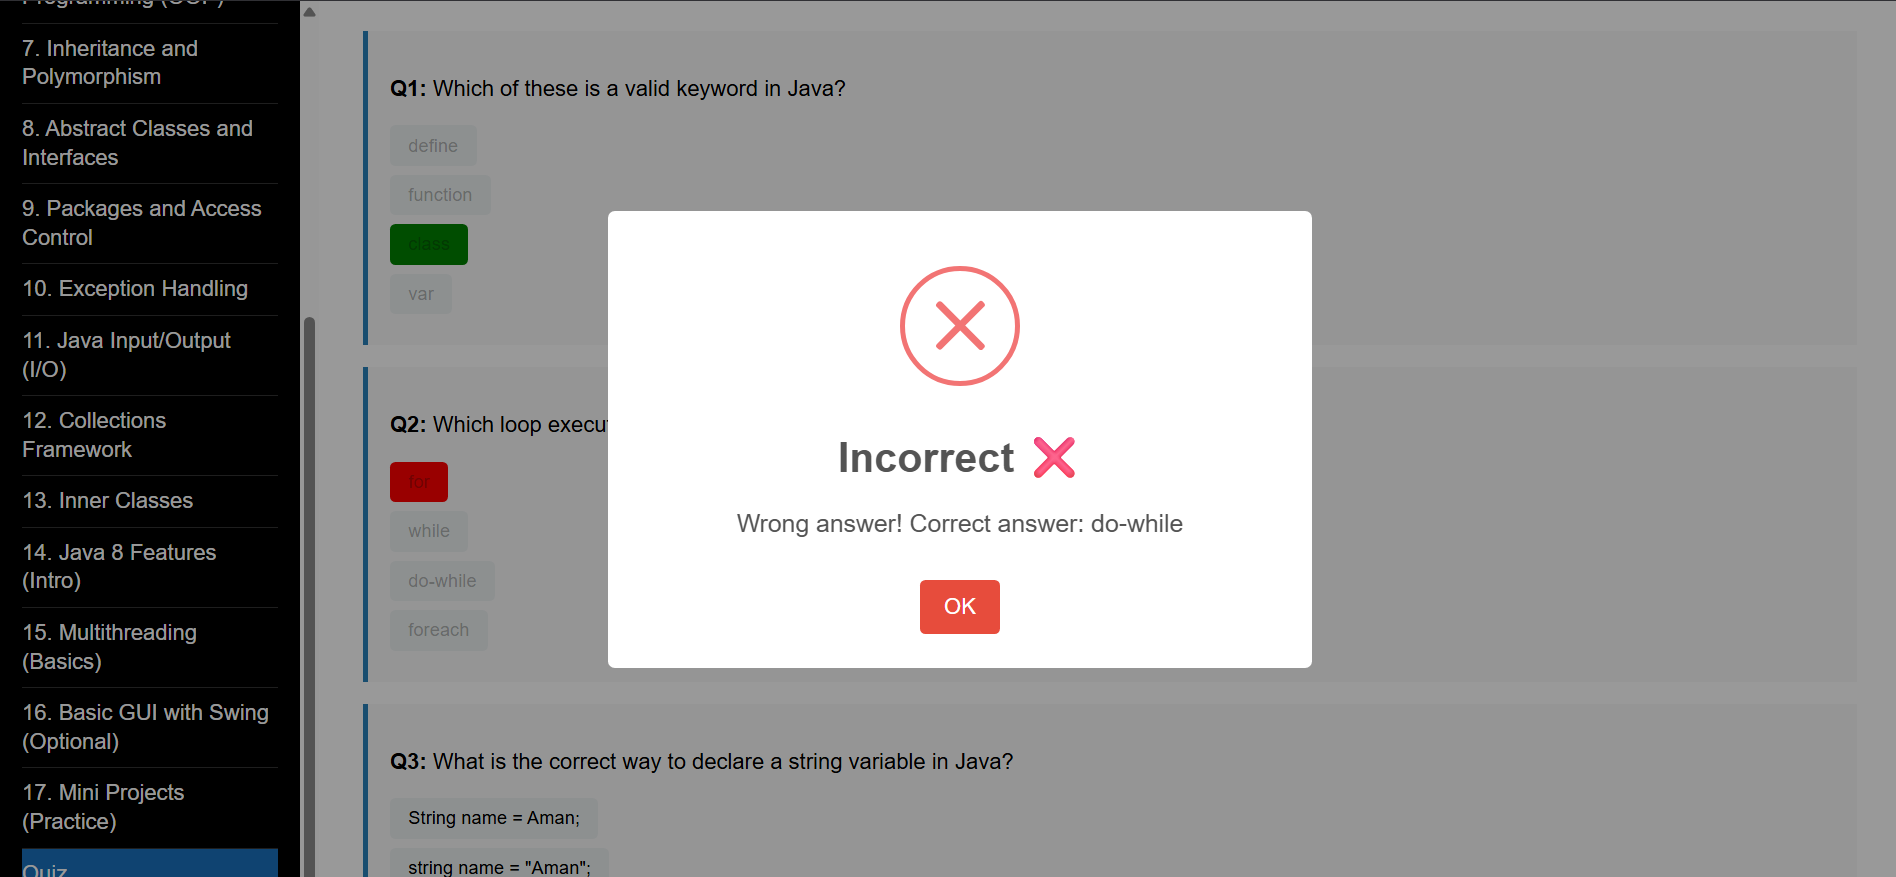 Programming (OOP)
7. Inheritance and
Polymorphism
8. Abstract Classes and
Interfaces
9. Packages and Access
Control
10. Exception Handling
11. Java Input/Output
(I/O)
12. Collections
Framework
13. Inner Classes
14. Java 8 Features
(Intro)
15. Multithreading
(Basics)
16. Basic GUI with Swing
(Optional)
17. Mini Projects
(Practice)
Quiz
Q1: Which of these is a valid keyword in Java?
define
function
class
var
Q2: Which loop execu
for
while
do-while
foreach
Q3: What is the correct way to declare a string variable in Java?
String name = Aman;
string name = "Aman";
Incorrect ❌
Wrong answer! Correct answer: do-while
OK